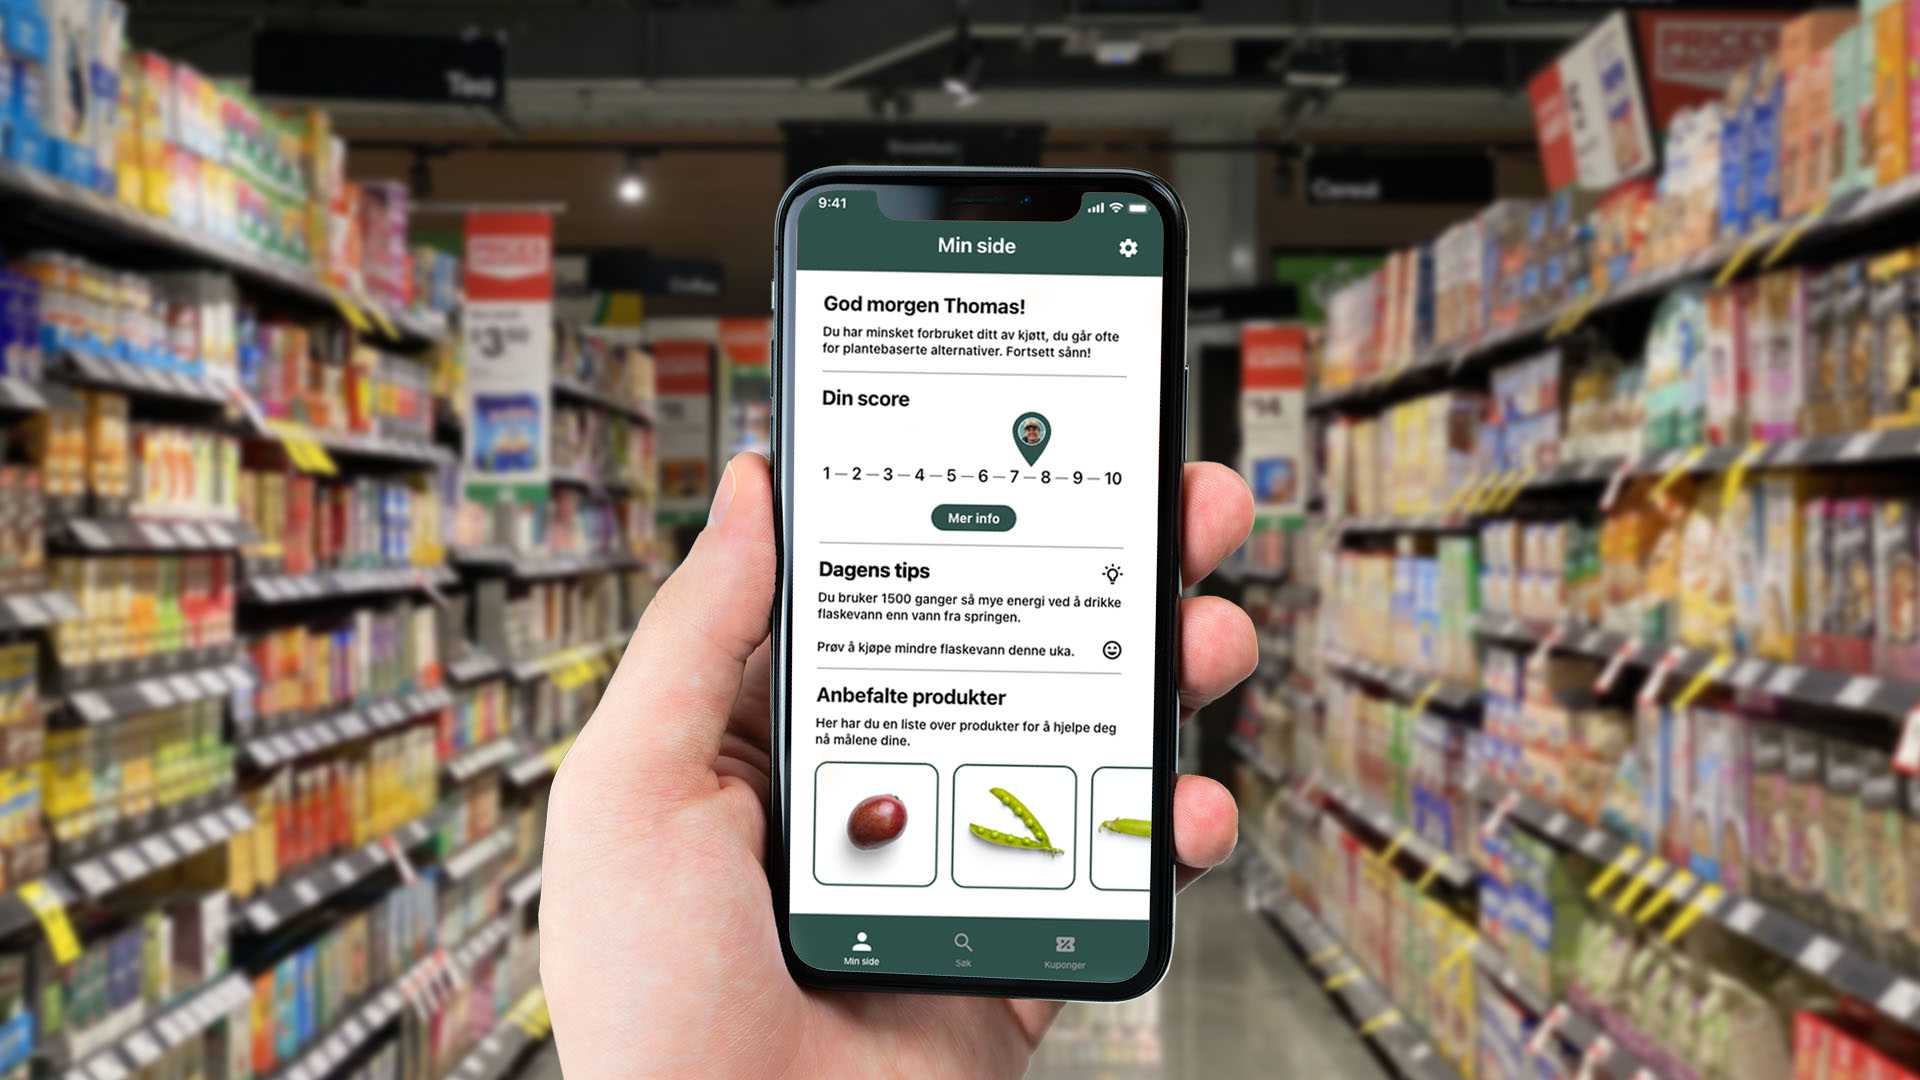 Tea
Cereal
9:41
Min side
God morgen Thomas!
Du har minsket forbruket ditt av kjøtt, du går ofte
for plantebaserte alternativer. Fortsett sånn!
Din score
1 – 2 – 3 – 4 – 5 – 6 – 7 – 8 – 9 – 10
Mer info
Dagens tips
Du bruker 1500 ganger så mye energi ved å drikke
flaskevann enn vann fra springen.
Prøv å kjøpe mindre flaskevann denne uka.
Anbefalte produkter
Her har du en liste over produkter for å hjelpe deg
nå målene dine.
Min side
Søk
Kuponger